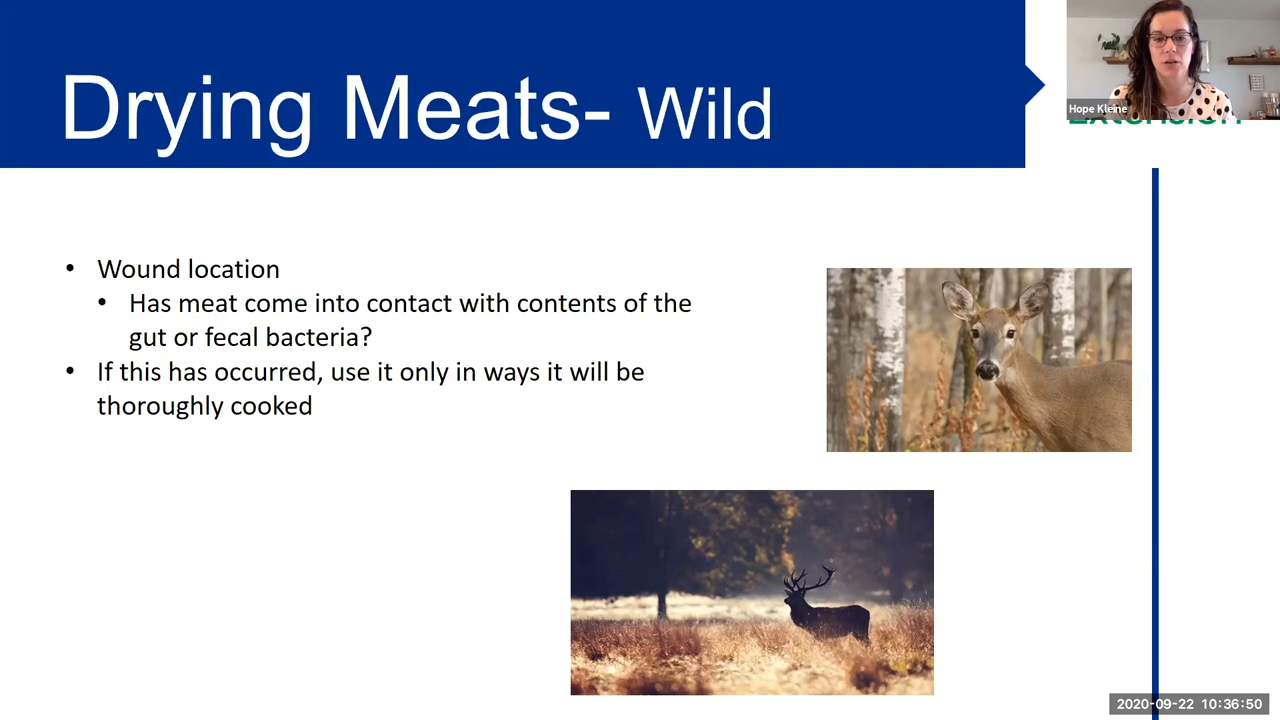 Drying Meats- Wild
Hope Kleine
Extension
• Wound location
• Has meat come into contact with contents of the
gut or fecal bacteria?
• If this has occurred, use it only in ways it will be
thoroughly cooked
2020-09-22 10:36:50